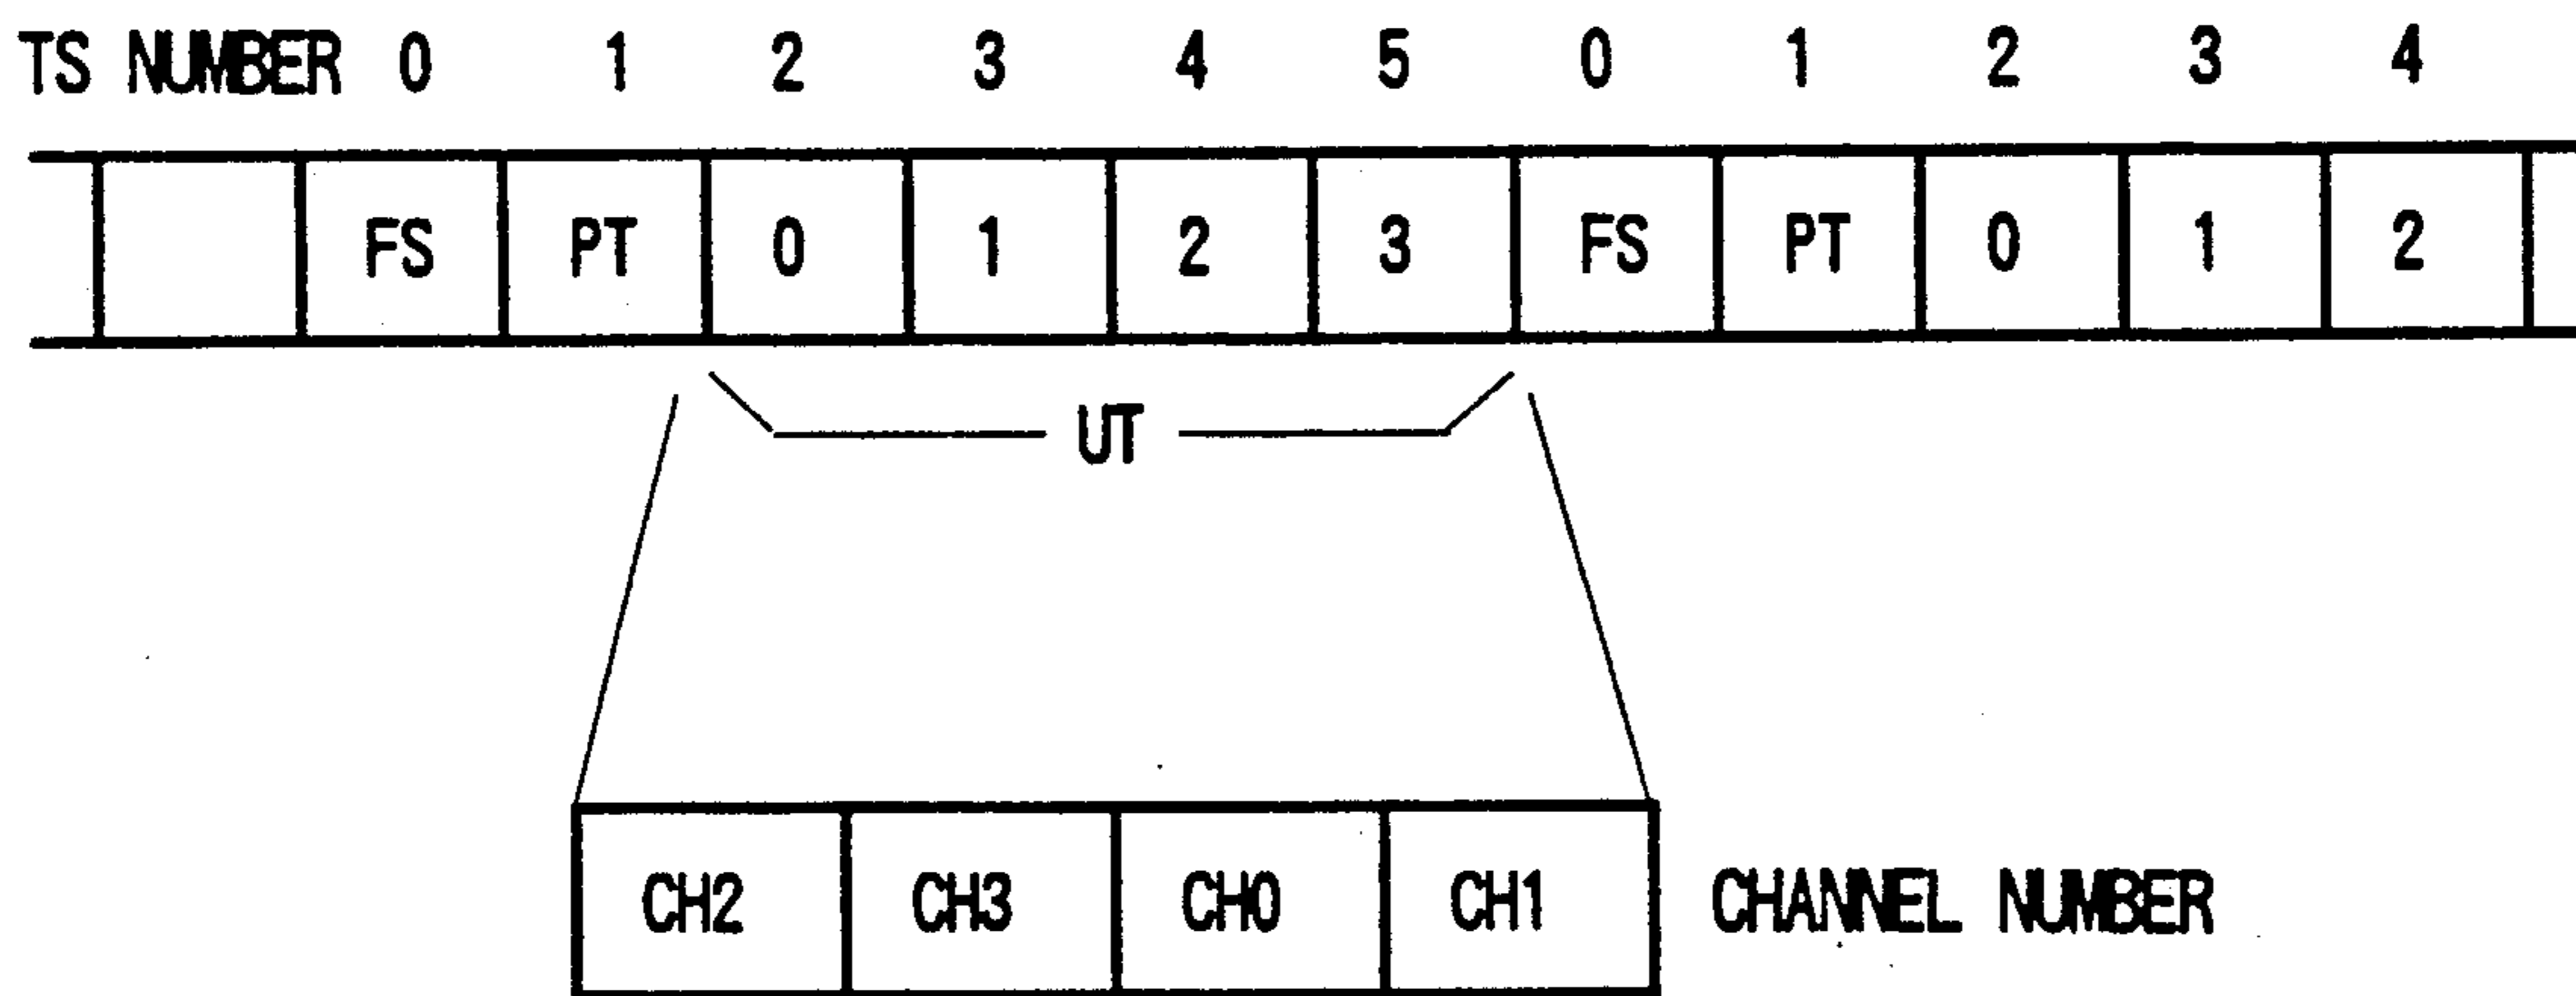 TS NUMBER 0 1 2 3 4 5 0 1 2 3 4
FS PT 0 1 2 3 FS PT 0 1 2
UT
CH2 CH3 CH0 CH1 CHANNEL NUMBER